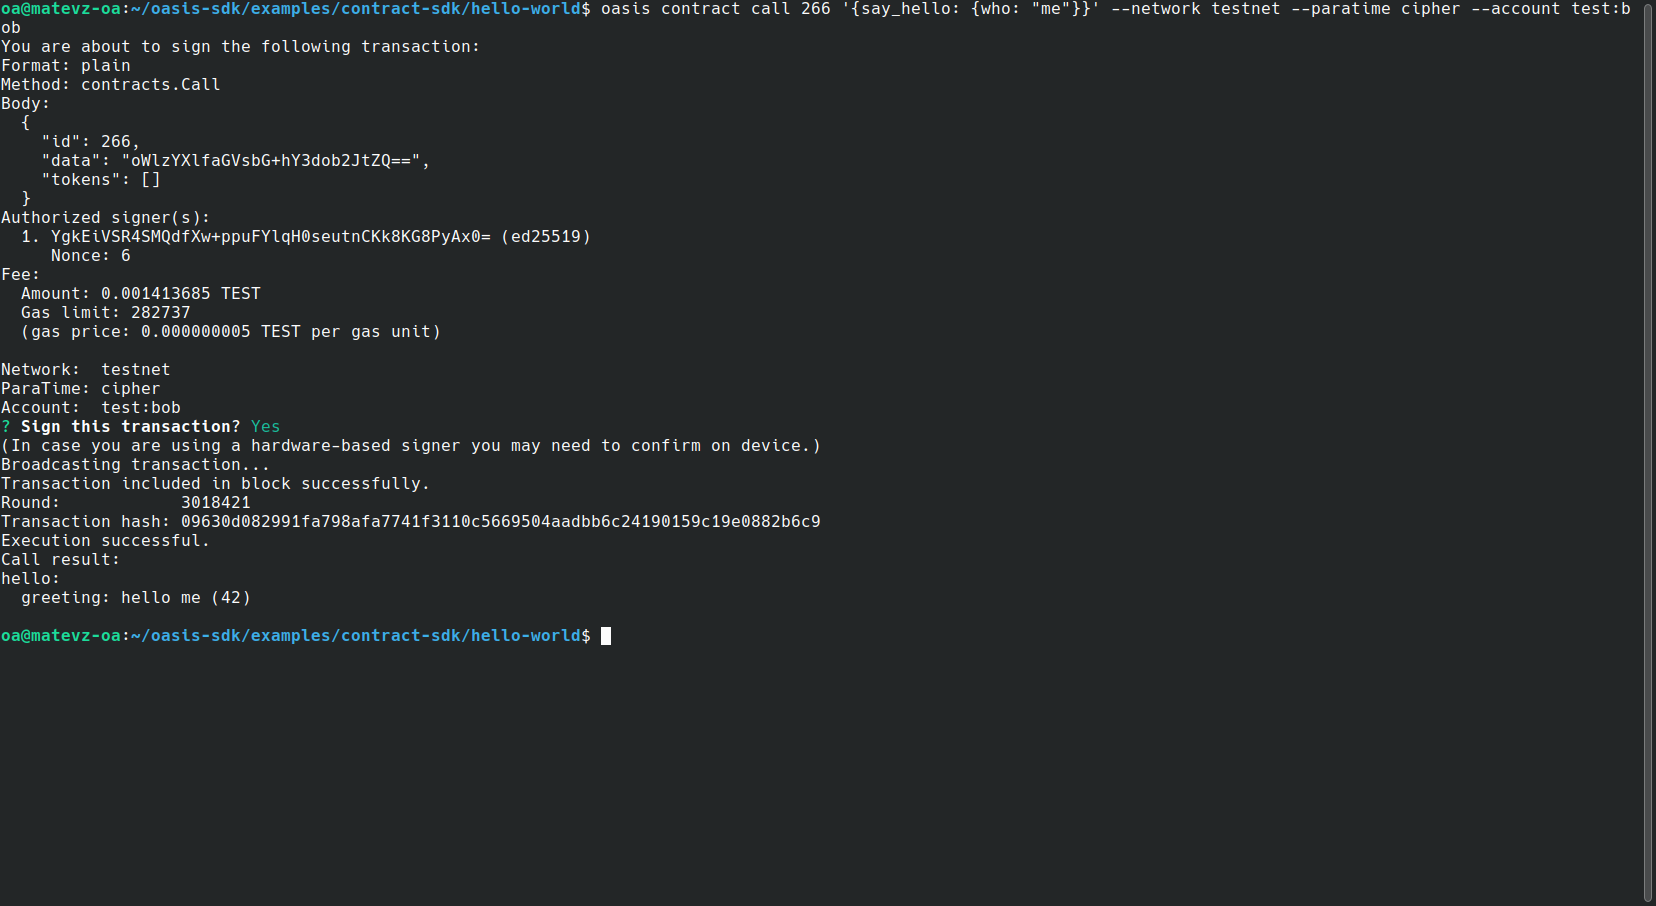 oa@matevz-oa:~/oasis-sdk/examples/contract-sdk/hello-world$ oasis contract call 266 '{say_hello: {who: "me"}}' --network testnet --paratime cipher --account test:b
ob
You are about to sign the following transaction:
Format: plain
Method: contracts.Call
Body:
  {
    "id": 266,
    "data": "oWlzYXlfaGVsbG+hY3dob2JtZQ==",
    "tokens": []
  }
Authorized signer(s):
  1. YgkEiVSR4SMQdfXw+ppuFYlqH0seutnCKk8KG8PyAx0= (ed25519)
     Nonce: 6
Fee:
  Amount: 0.001413685 TEST
  Gas limit: 282737
  (gas price: 0.000000005 TEST per gas unit)

Network:  testnet
ParaTime: cipher
Account:  test:bob
? Sign this transaction? Yes
(In case you are using a hardware-based signer you may need to confirm on device.)
Broadcasting transaction...
Transaction included in block successfully.
Round:            3018421
Transaction hash: 09630d082991fa798afa7741f3110c5669504aadbb6c24190159c19e0882b6c9
Execution successful.
Call result:
hello:
  greeting: hello me (42)

oa@matevz-oa:~/oasis-sdk/examples/contract-sdk/hello-world$